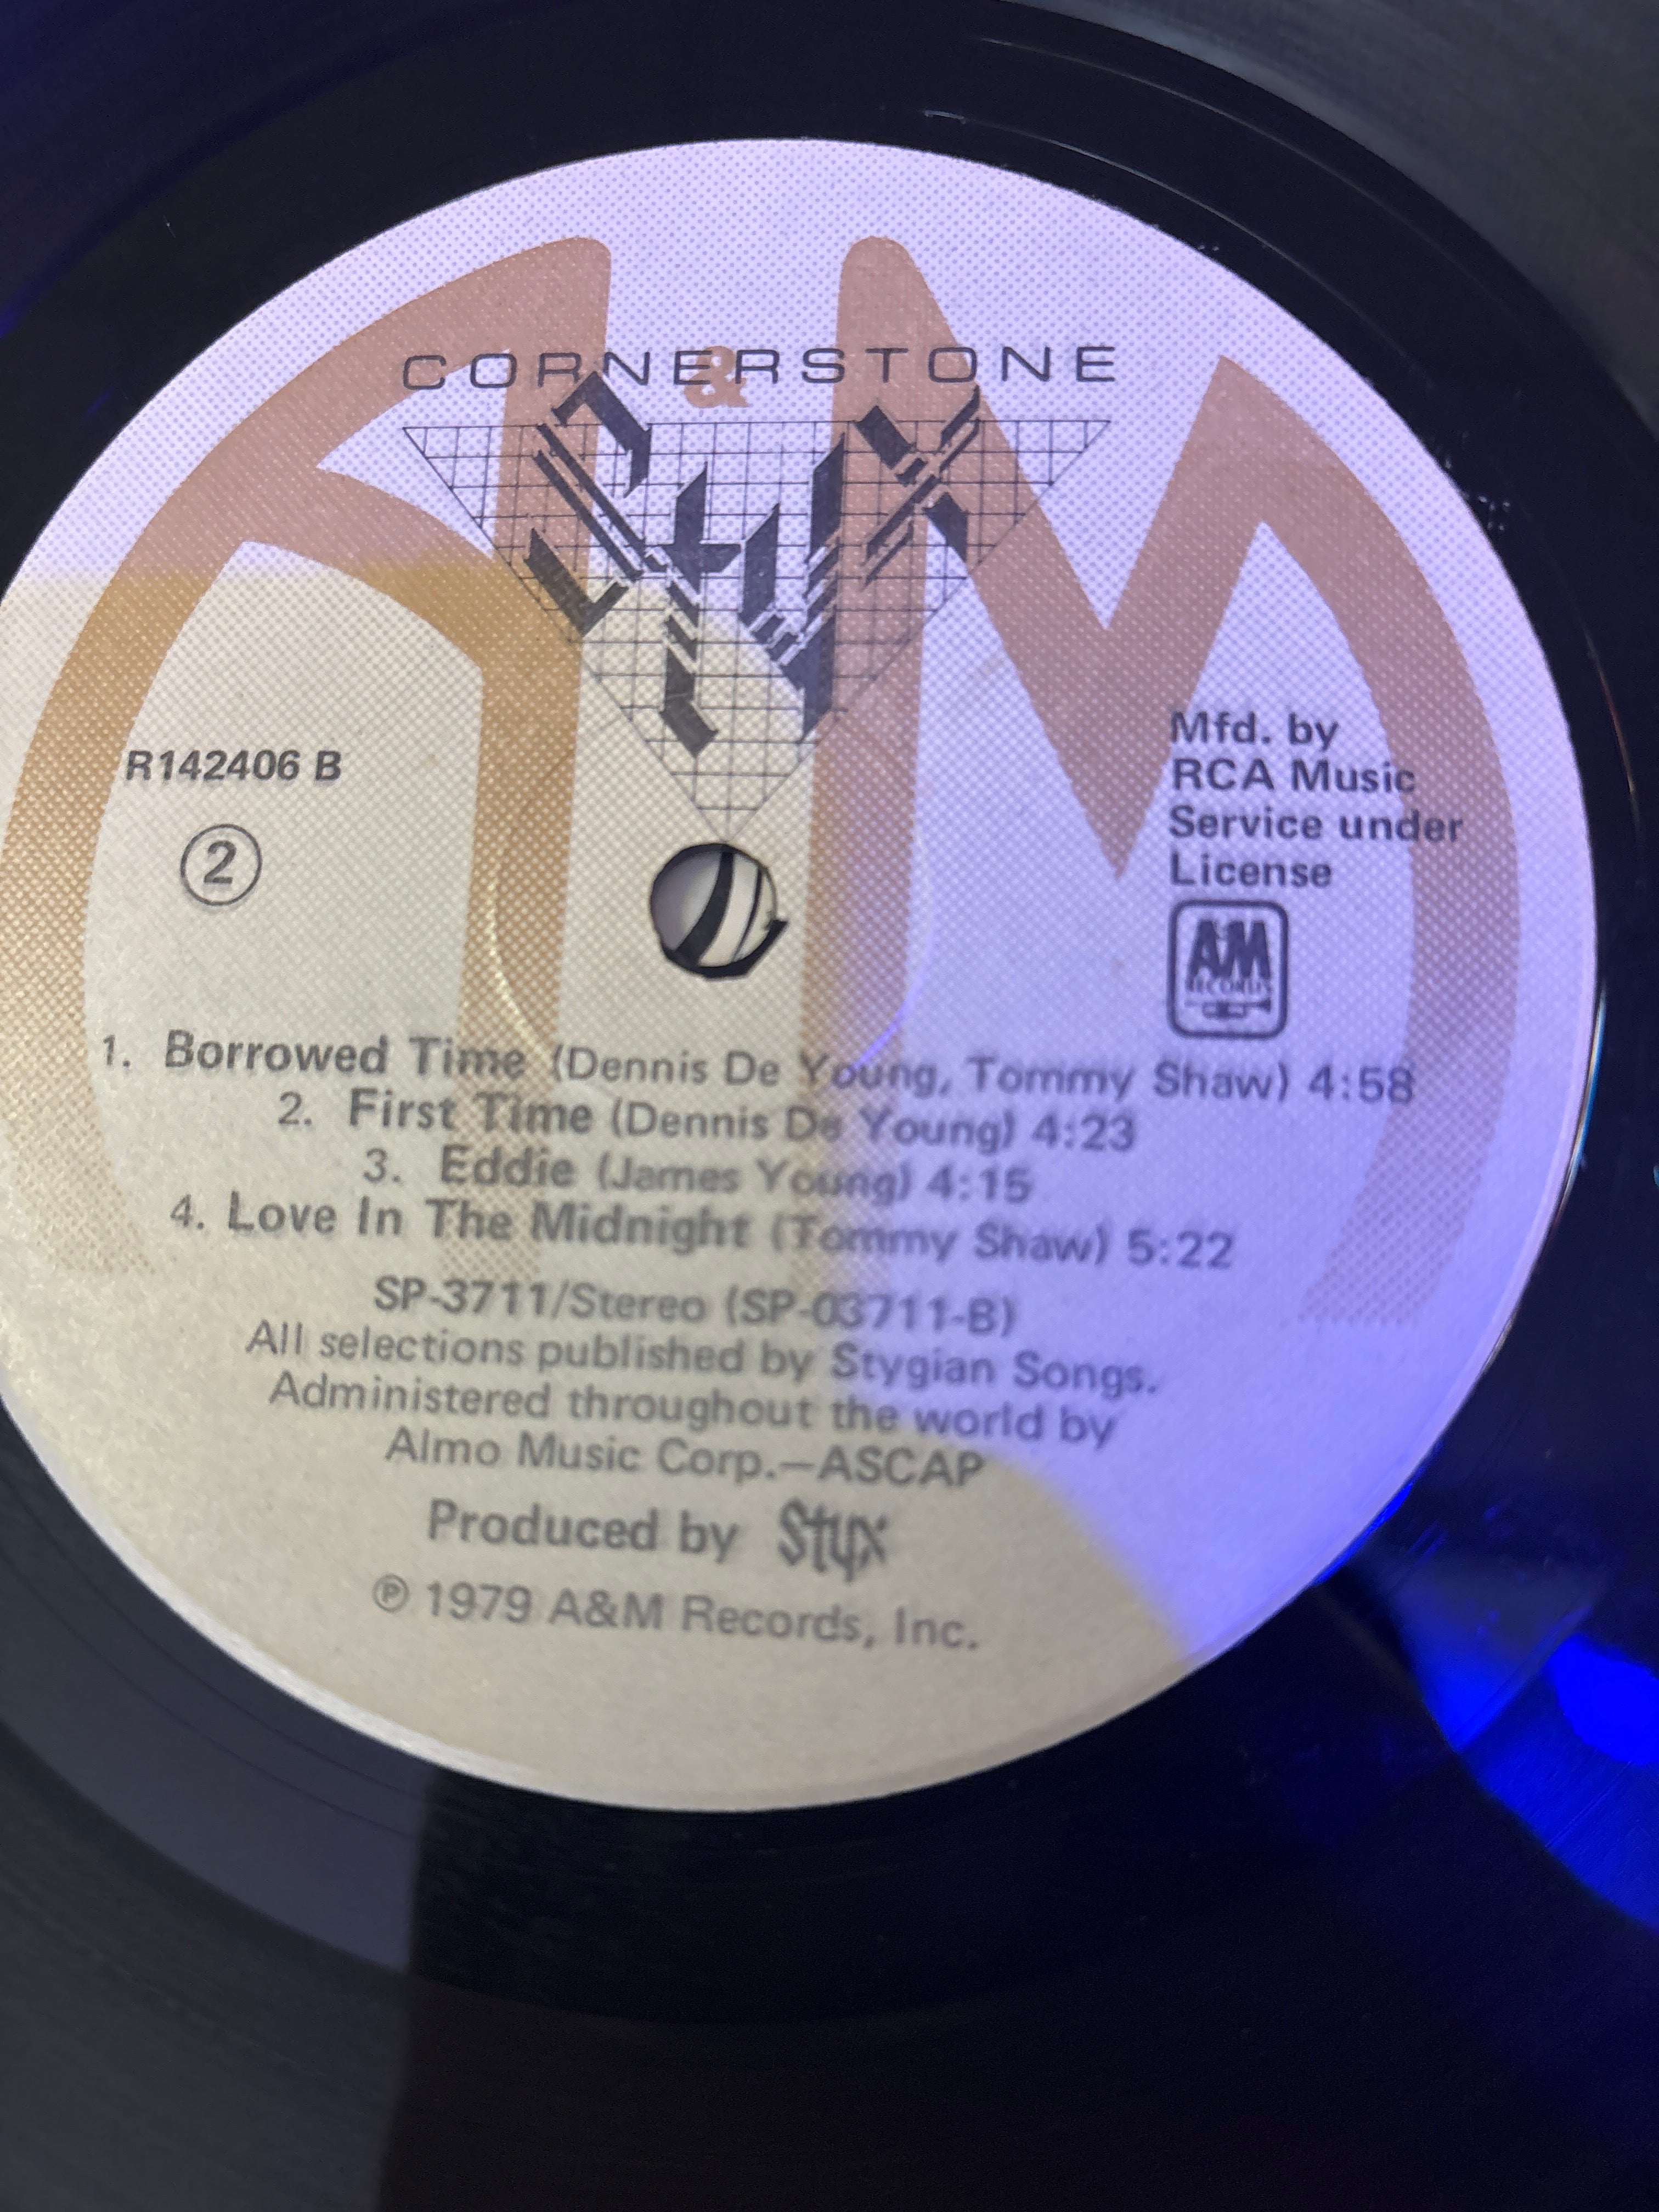 CORNERSTONE
&
Styx
A M
R142406 B
2
Mfd. by
RCA Music
Service under
License
A&M
RECORDS
1. Borrowed Time (Dennis De Young, Tommy Shaw) 4:58
2. First Time (Dennis De Young) 4:23
3. Eddie (James Young) 4:15
4. Love In The Midnight (Tommy Shaw) 5:22
SP-3711/Stereo (SP-03711-B)
All selections published by Stygian Songs.
Administered throughout the world by
Almo Music Corp.—ASCAP
Produced by Styx
℗ 1979 A&M Records, Inc.